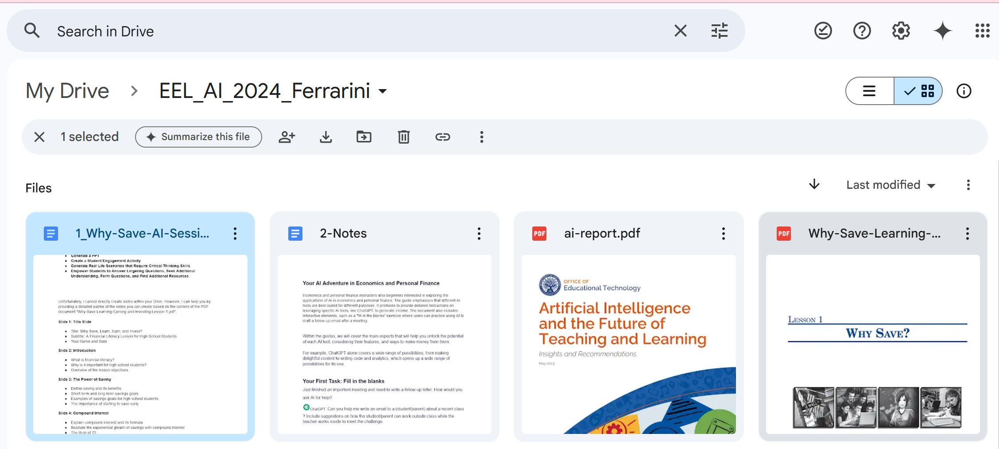 Search in Drive
My Drive
EEL_AI_2024_Ferrarini
1 selected
Summarize this file
Files
Last modified
1_Why-Save-AI-Sessi...
Generate a PPT
Create a Student Engagement Activity
Generate Real Life Scenarios that Require Critical Thinking Skills
Empower Students to Answer Lingering Questions, Seek Additional
Understanding, Form Questions, and Find Additional Resources
Unfortunately, I cannot directly create slides within your Drive. However, I can help you by
providing a detailed outline of the slides you can create based on the content of the PDF
document "Why-Save-Learning-Earning-and-Investing-Lesson-1.pdf".
Slide 1: Title Slide
Title: Why Save, Learn, Earn, and Invest?
Subtitle: A Financial Literacy Lesson for High School Students
Your Name and Date
Slide 2: Introduction
What is financial literacy?
Why is it important for high school students?
Overview of the lesson objectives
Slide 3: The Power of Saving
Define saving and its benefits
Short-term and long-term savings goals
Examples of savings goals for high school students
The importance of starting to save early
Slide 4: Compound Interest
Explain compound interest and its formula
Illustrate the exponential growth of savings with compound interest
The Rule of 72
2-Notes
Your AI Adventure in Economics and Personal Finance
Economics and personal finance instructors who beginners interested in exploring the
applications of AI in economics and personal finance. The guide emphasizes that different AI
tools are best suited for different purposes. It promises to provide detailed instructions on
leveraging specific AI tools, like ChatGPT, to generate income. The document also includes
interactive elements, such as a "fill in the blanks" exercise where users can practice using AI to
draft a follow-up email after a meeting.
Within the guides, we will cover the main aspects that will help you unlock the potential
of each AI tool, considering their features, and ways to make money from them.
For example, ChatGPT alone covers a wide range of possibilities, from making
delightful content to writing code and analytics, which opens up a wide range of
possibilities for its use.
Your First Task: Fill in the blanks
Just finished an important meeting and need to write a follow-up letter. How would you
ask AI for help?
ChatGPT Can you help me write an email to a (student/parent) about a recent class
? Include suggestions on how the student/parent can work outside class while the
teacher works inside to meet the challenge.
PDF
ai-report.pdf
OFFICE OF
Educational Technology
Artificial Intelligence
and the Future of
Teaching and Learning
Insights and Recommendations
May 2023
PDF
Why-Save-Learning-...
LESSON 1
WHY SAVE?
WALL